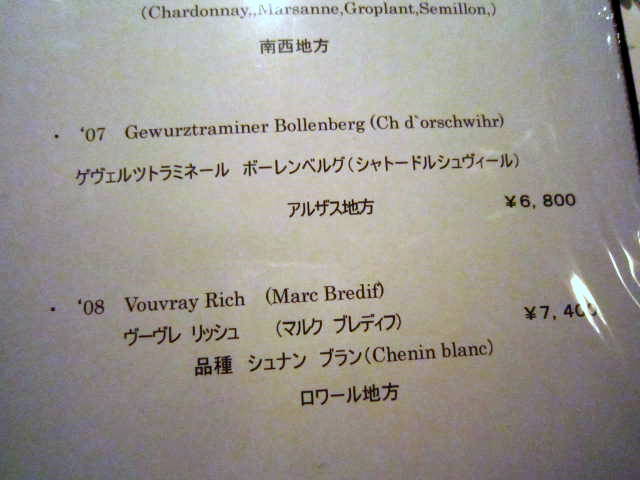 (Chardonnay,,Marsanne,Groplant,Semillon,)
南西地方
・ ‘07 Gewurztraminer Bollenberg (Ch d`orschwihr)
ゲヴェルツトラミネール ボーレンベルグ(シャトードルシュヴィール)
アルザス地方 ¥6,800
・ ‘08 Vouvray Rich (Marc Bredif)
ヴーヴレ リッシュ (マルク ブレディフ) ¥7,400
品種 シュナン ブラン(Chenin blanc)
ロワール地方